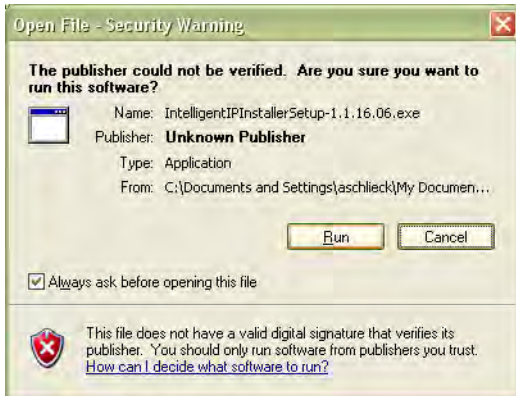 Open File - Security Warning
The publisher could not be verified.  Are you sure you want to
run this software?
Name: IntelligentIPInstallerSetup-1.1.16.06.exe
Publisher: Unknown Publisher
Type: Application
From: C:\Documents and Settings\aschlieck\My Documen...
Run Cancel
Always ask before opening this file
This file does not have a valid digital signature that verifies its
publisher.  You should only run software from publishers you trust.
How can I decide what software to run?